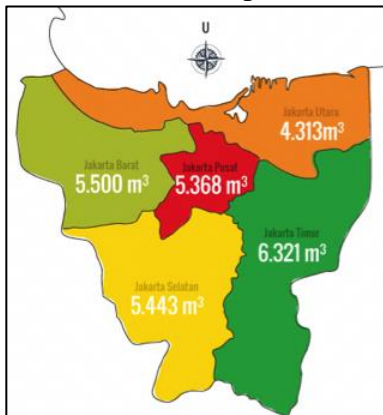 U
Jakarta Utara
4.313m³
Jakarta Barat
5.500 m³
Jakarta Pusat
5.368 m³
Jakarta Timur
6.321 m³
Jakarta Selatan
5.443 m³